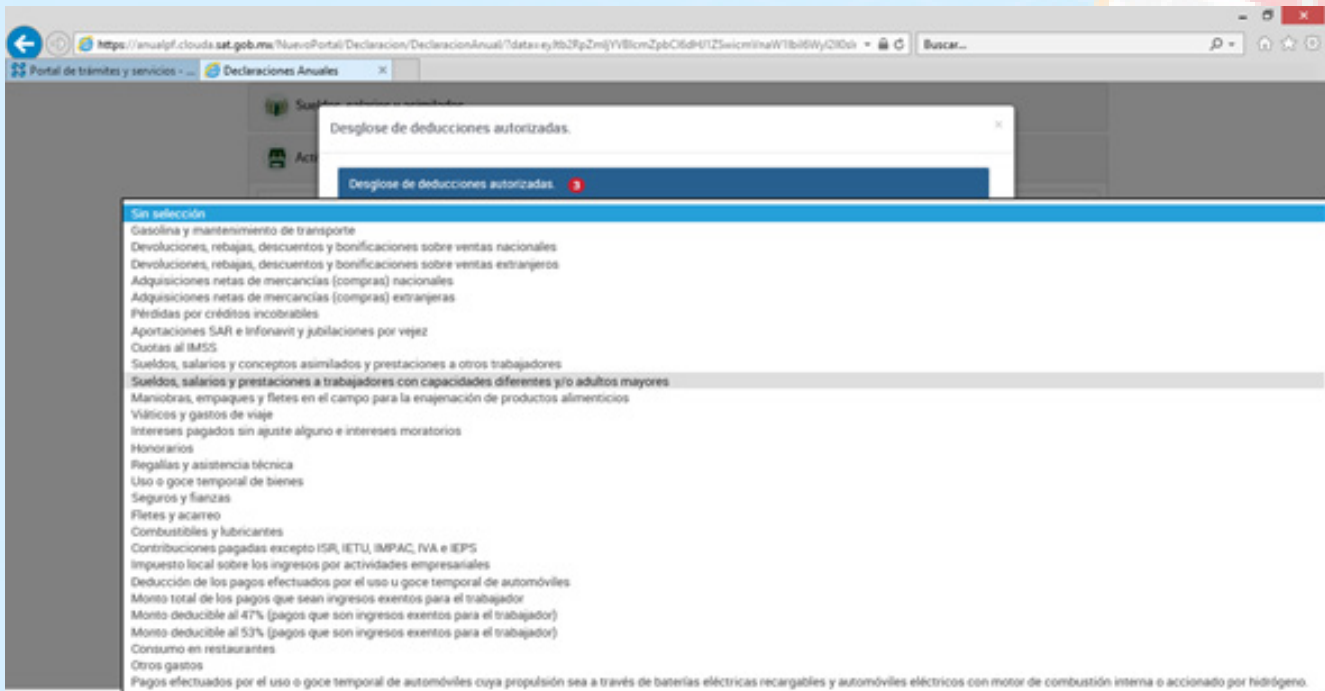 Buscar...
Portal de trámites y servicios - ...
Declaraciones Anuales
Sueldos, salarios y asimilados
Desglose de deducciones autorizadas.
Acti
Desglose de deducciones autorizadas. 3
Sin selección
Gasolina y mantenimiento de transporte
Devoluciones, rebajas, descuentos y bonificaciones sobre ventas nacionales
Devoluciones, rebajas, descuentos y bonificaciones sobre ventas extranjeros
Adquisiciones netas de mercancías (compras) nacionales
Adquisiciones netas de mercancías (compras) extranjeras
Pérdidas por créditos incobrables
Aportaciones SAR e Infonavit y jubilaciones por vejez
Cuotas al IMSS
Sueldos, salarios y conceptos asimilados y prestaciones a otros trabajadores
Sueldos, salarios y prestaciones a trabajadores con capacidades diferentes y/o adultos mayores
Maniobras, empaques y fletes en el campo para la enajenación de productos alimenticios
Viáticos y gastos de viaje
Intereses pagados sin ajuste alguno e intereses moratorios
Honorarios
Regalías y asistencia técnica
Uso o goce temporal de bienes
Seguros y fianzas
Fletes y acarreo
Combustibles y lubricantes
Contribuciones pagadas excepto ISR, IETU, IMPAC, IVA e IEPS
Impuesto local sobre los ingresos por actividades empresariales
Deducción de los pagos efectuados por el uso u goce temporal de automóviles
Monto total de los pagos que sean ingresos exentos para el trabajador
Monto deducible al 47% (pagos que son ingresos exentos para el trabajador)
Monto deducible al 53% (pagos que son ingresos exentos para el trabajador)
Consumo en restaurantes
Otros gastos
Pagos efectuados por el uso o goce temporal de automóviles cuya propulsión sea a través de baterías eléctricas recargables y automóviles eléctricos con motor de combustión interna o accionado por hidrógeno.